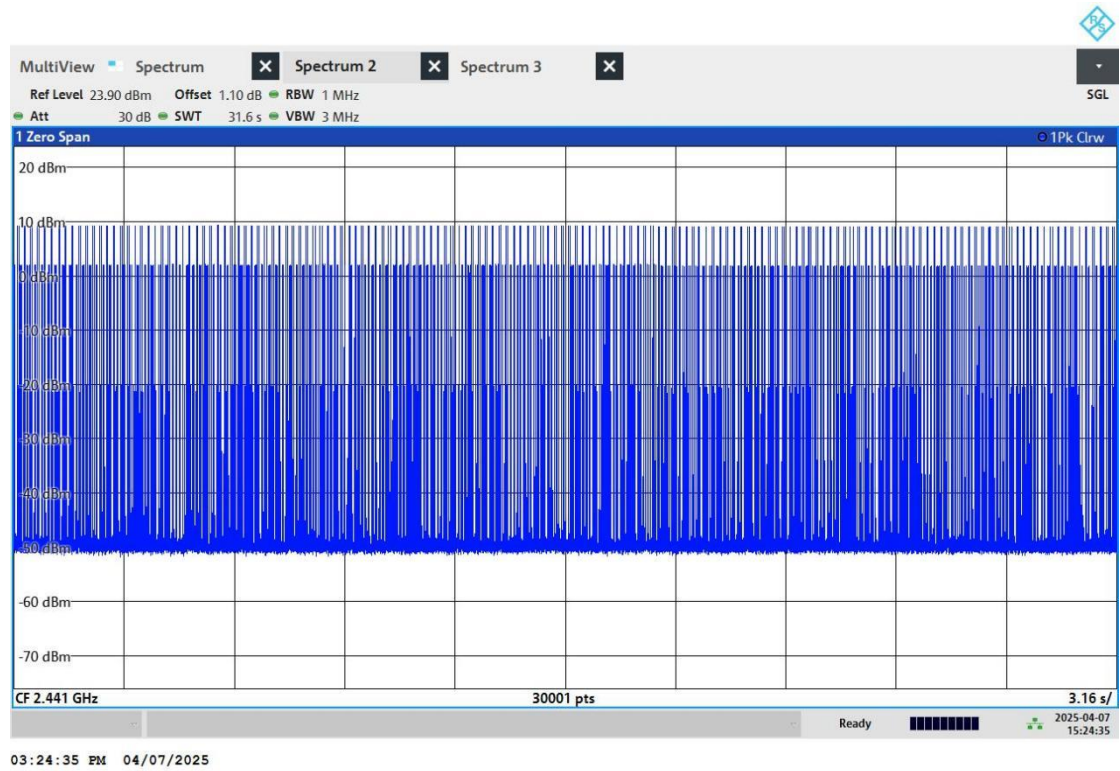 R&S
MultiView Spectrum Spectrum 2 Spectrum 3
Ref Level 23.90 dBm Offset 1.10 dB RBW 1 MHz SGL
Att 30 dB SWT 31.6 s VBW 3 MHz
1 Zero Span 1Pk Clrw
20 dBm
10 dBm
0 dBm
-10 dBm
-20 dBm
-30 dBm
-40 dBm
-50 dBm
-60 dBm
-70 dBm
CF 2.441 GHz 30001 pts 3.16 s/
Ready 2025-04-07
15:24:35
03:24:35 PM 04/07/2025